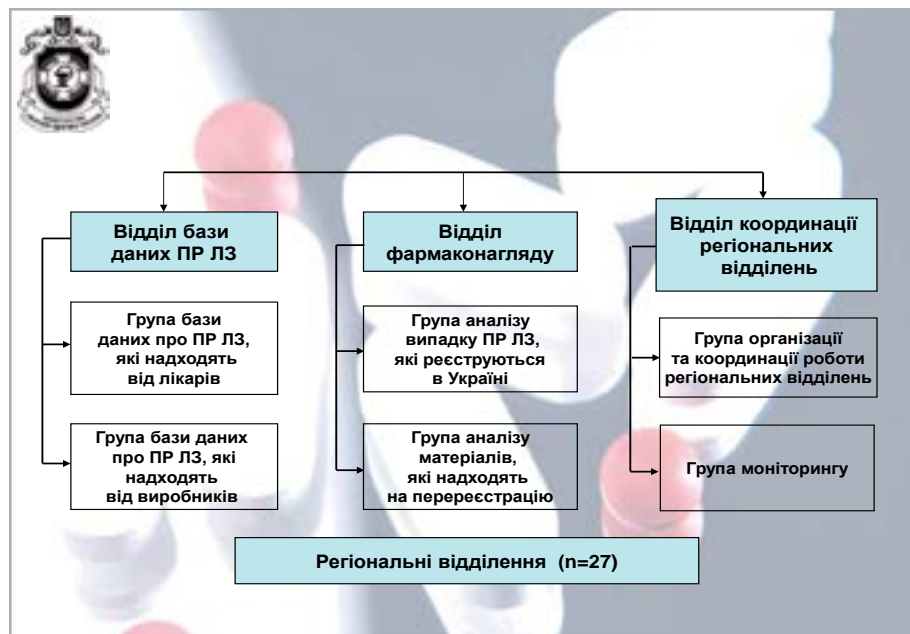 Відділ бази
даних ПР ЛЗ
Відділ
фармаконагляду
Відділ координації
регіональних
відділень
Група бази
даних про ПР ЛЗ,
які надходять
від лікарів
Група аналізу
випадку ПР ЛЗ,
які реєструються
в Україні
Група організації
та координації роботи
регіональних відділень
Група бази даних
про ПР ЛЗ, які
надходять
від виробників
Група аналізу
матеріалів,
які надходять
на перереєстрацію
Група моніторингу
Регіональні відділення (n=27)